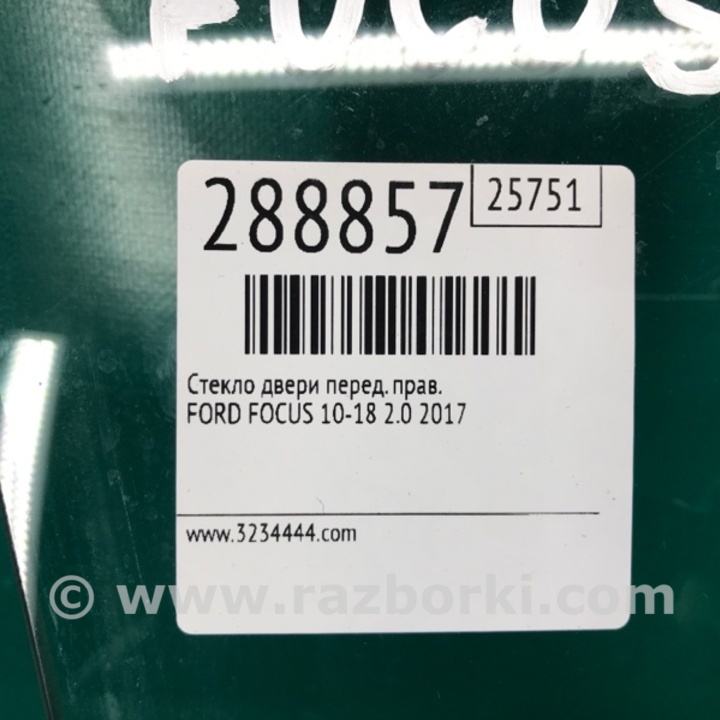 FOCUS
288857
25751
Стекло двери перед. прав.
FORD FOCUS 10-18 2.0 2017
www.3234444.com
© www.razborki.com